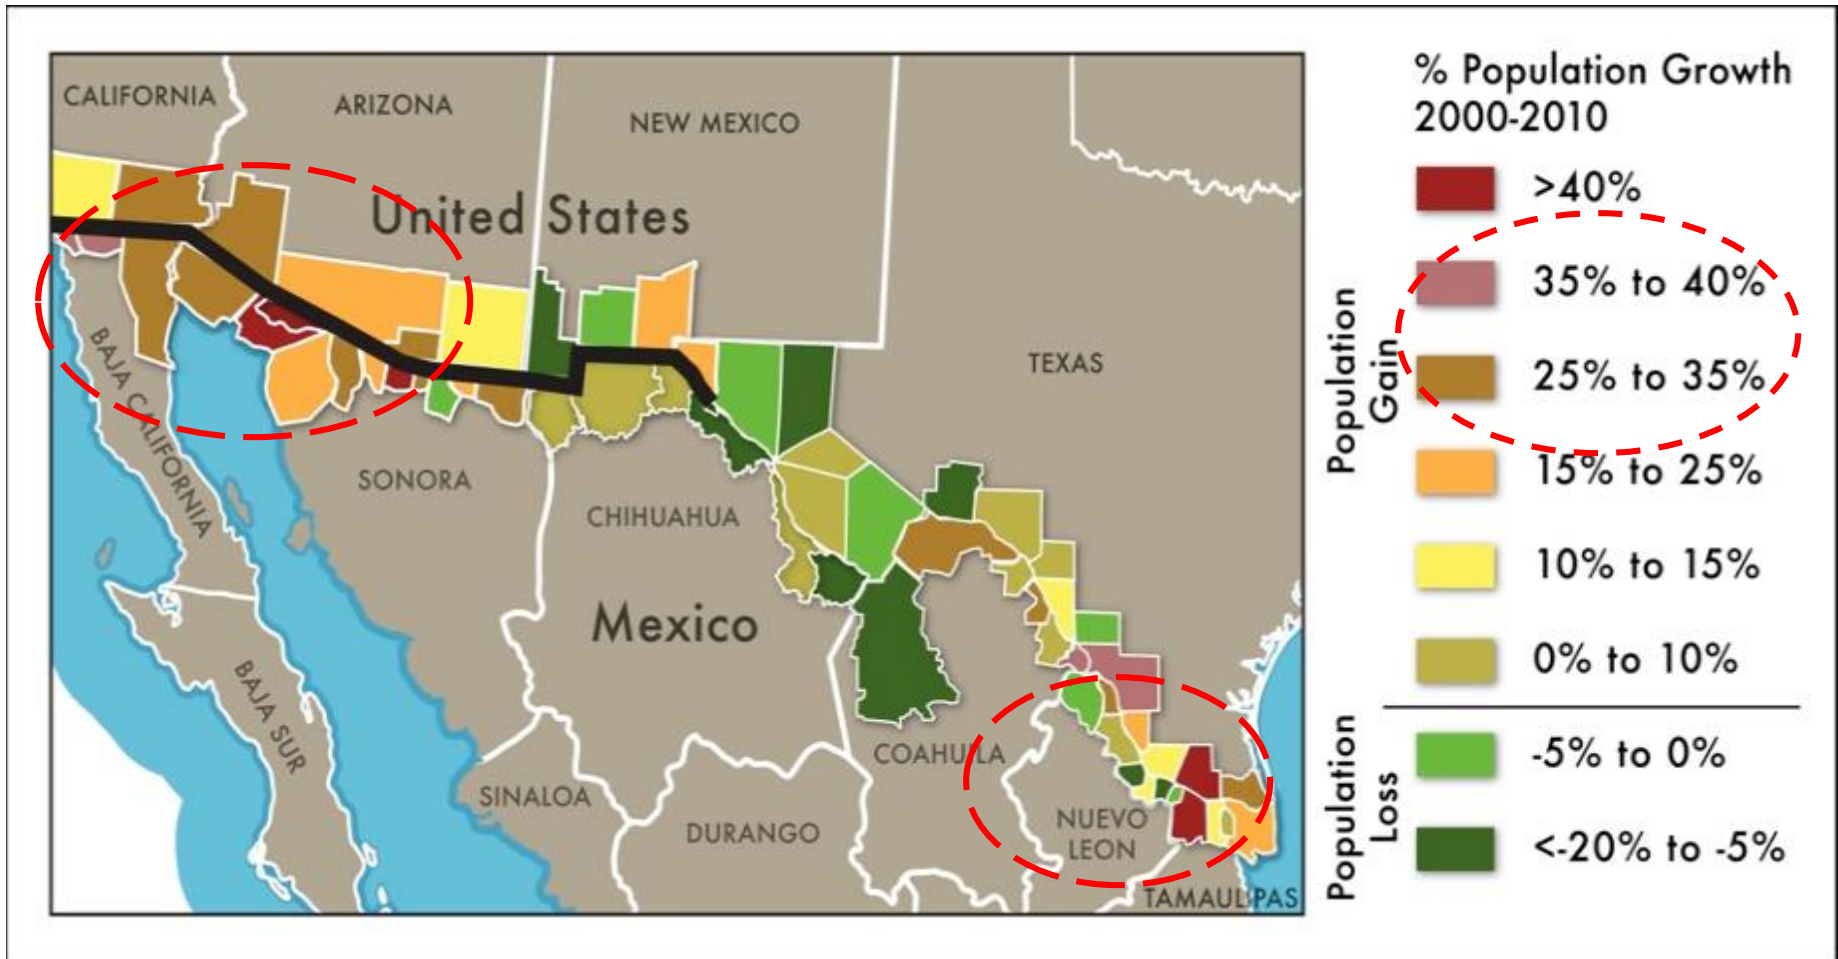 CALIFORNIA
ARIZONA
NEW MEXICO
United States
TEXAS
BAJA CALIFORNIA
SONORA
CHIHUAHUA
Mexico
BAJA SUR
COAHUILA
SINALOA
DURANGO
NUEVO
LEON
TAMAULIPAS
% Population Growth
2000-2010
Population
Gain
>40%
35% to 40%
25% to 35%
15% to 25%
10% to 15%
0% to 10%
Population
Loss
-5% to 0%
<-20% to -5%